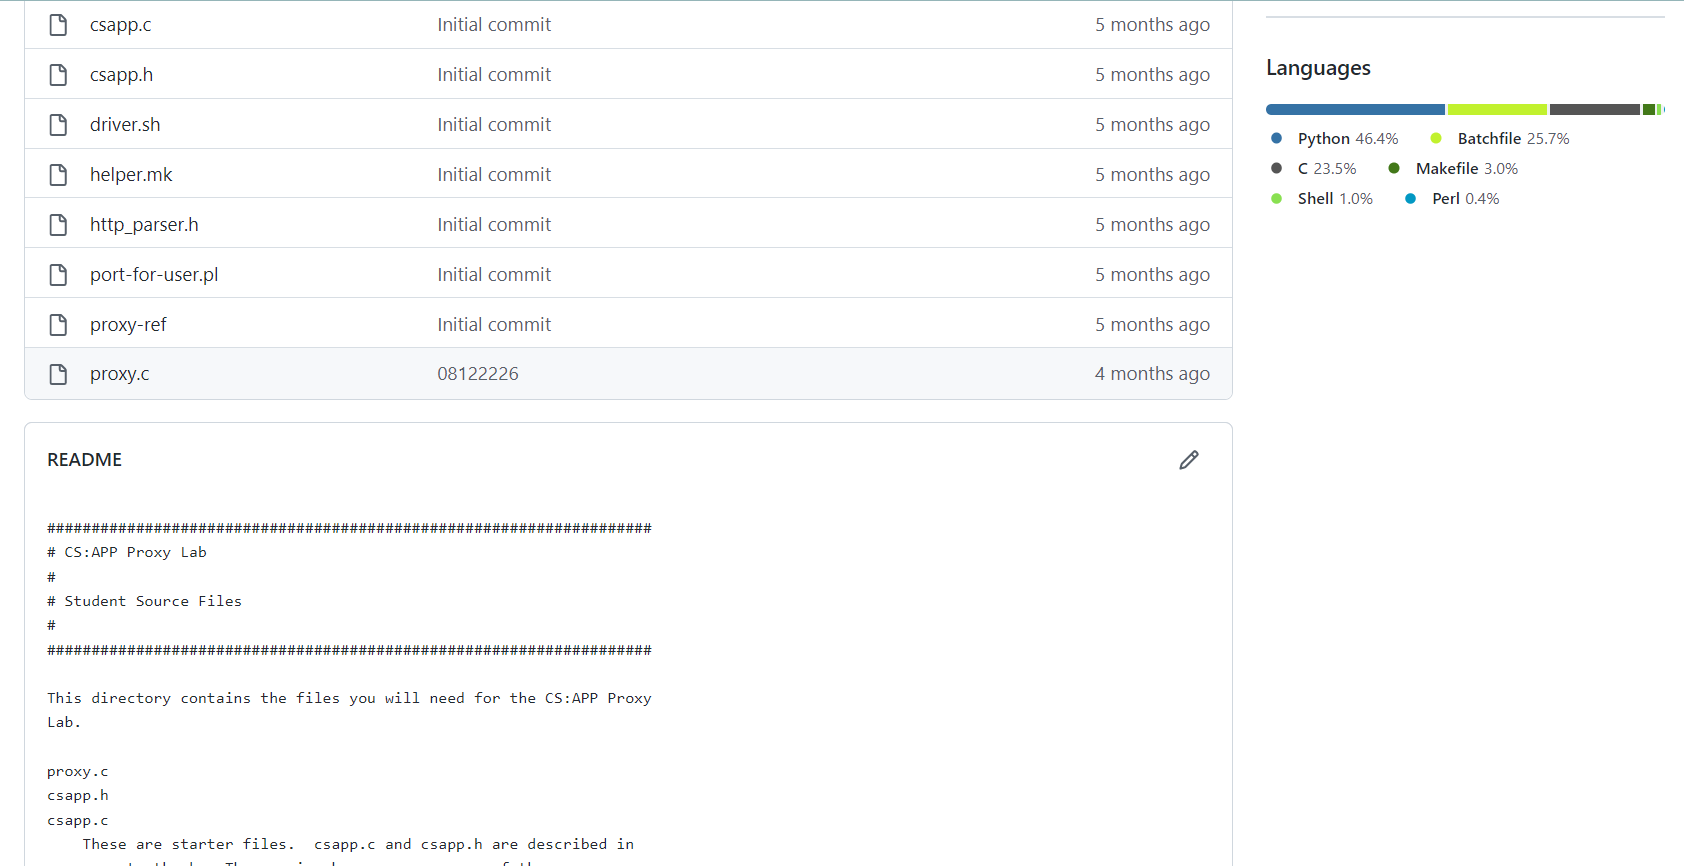 csapp.c Initial commit 5 months ago
csapp.h Initial commit 5 months ago
driver.sh Initial commit 5 months ago
helper.mk Initial commit 5 months ago
http_parser.h Initial commit 5 months ago
port-for-user.pl Initial commit 5 months ago
proxy-ref Initial commit 5 months ago
proxy.c 08122226 4 months ago
README
####################################################################
# CS:APP Proxy Lab
#
# Student Source Files
#
####################################################################
This directory contains the files you will need for the CS:APP Proxy
Lab.
proxy.c
csapp.h
csapp.c
These are starter files.  csapp.c and csapp.h are described in
Languages
Python 46.4% Batchfile 25.7%
C 23.5% Makefile 3.0%
Shell 1.0% Perl 0.4%